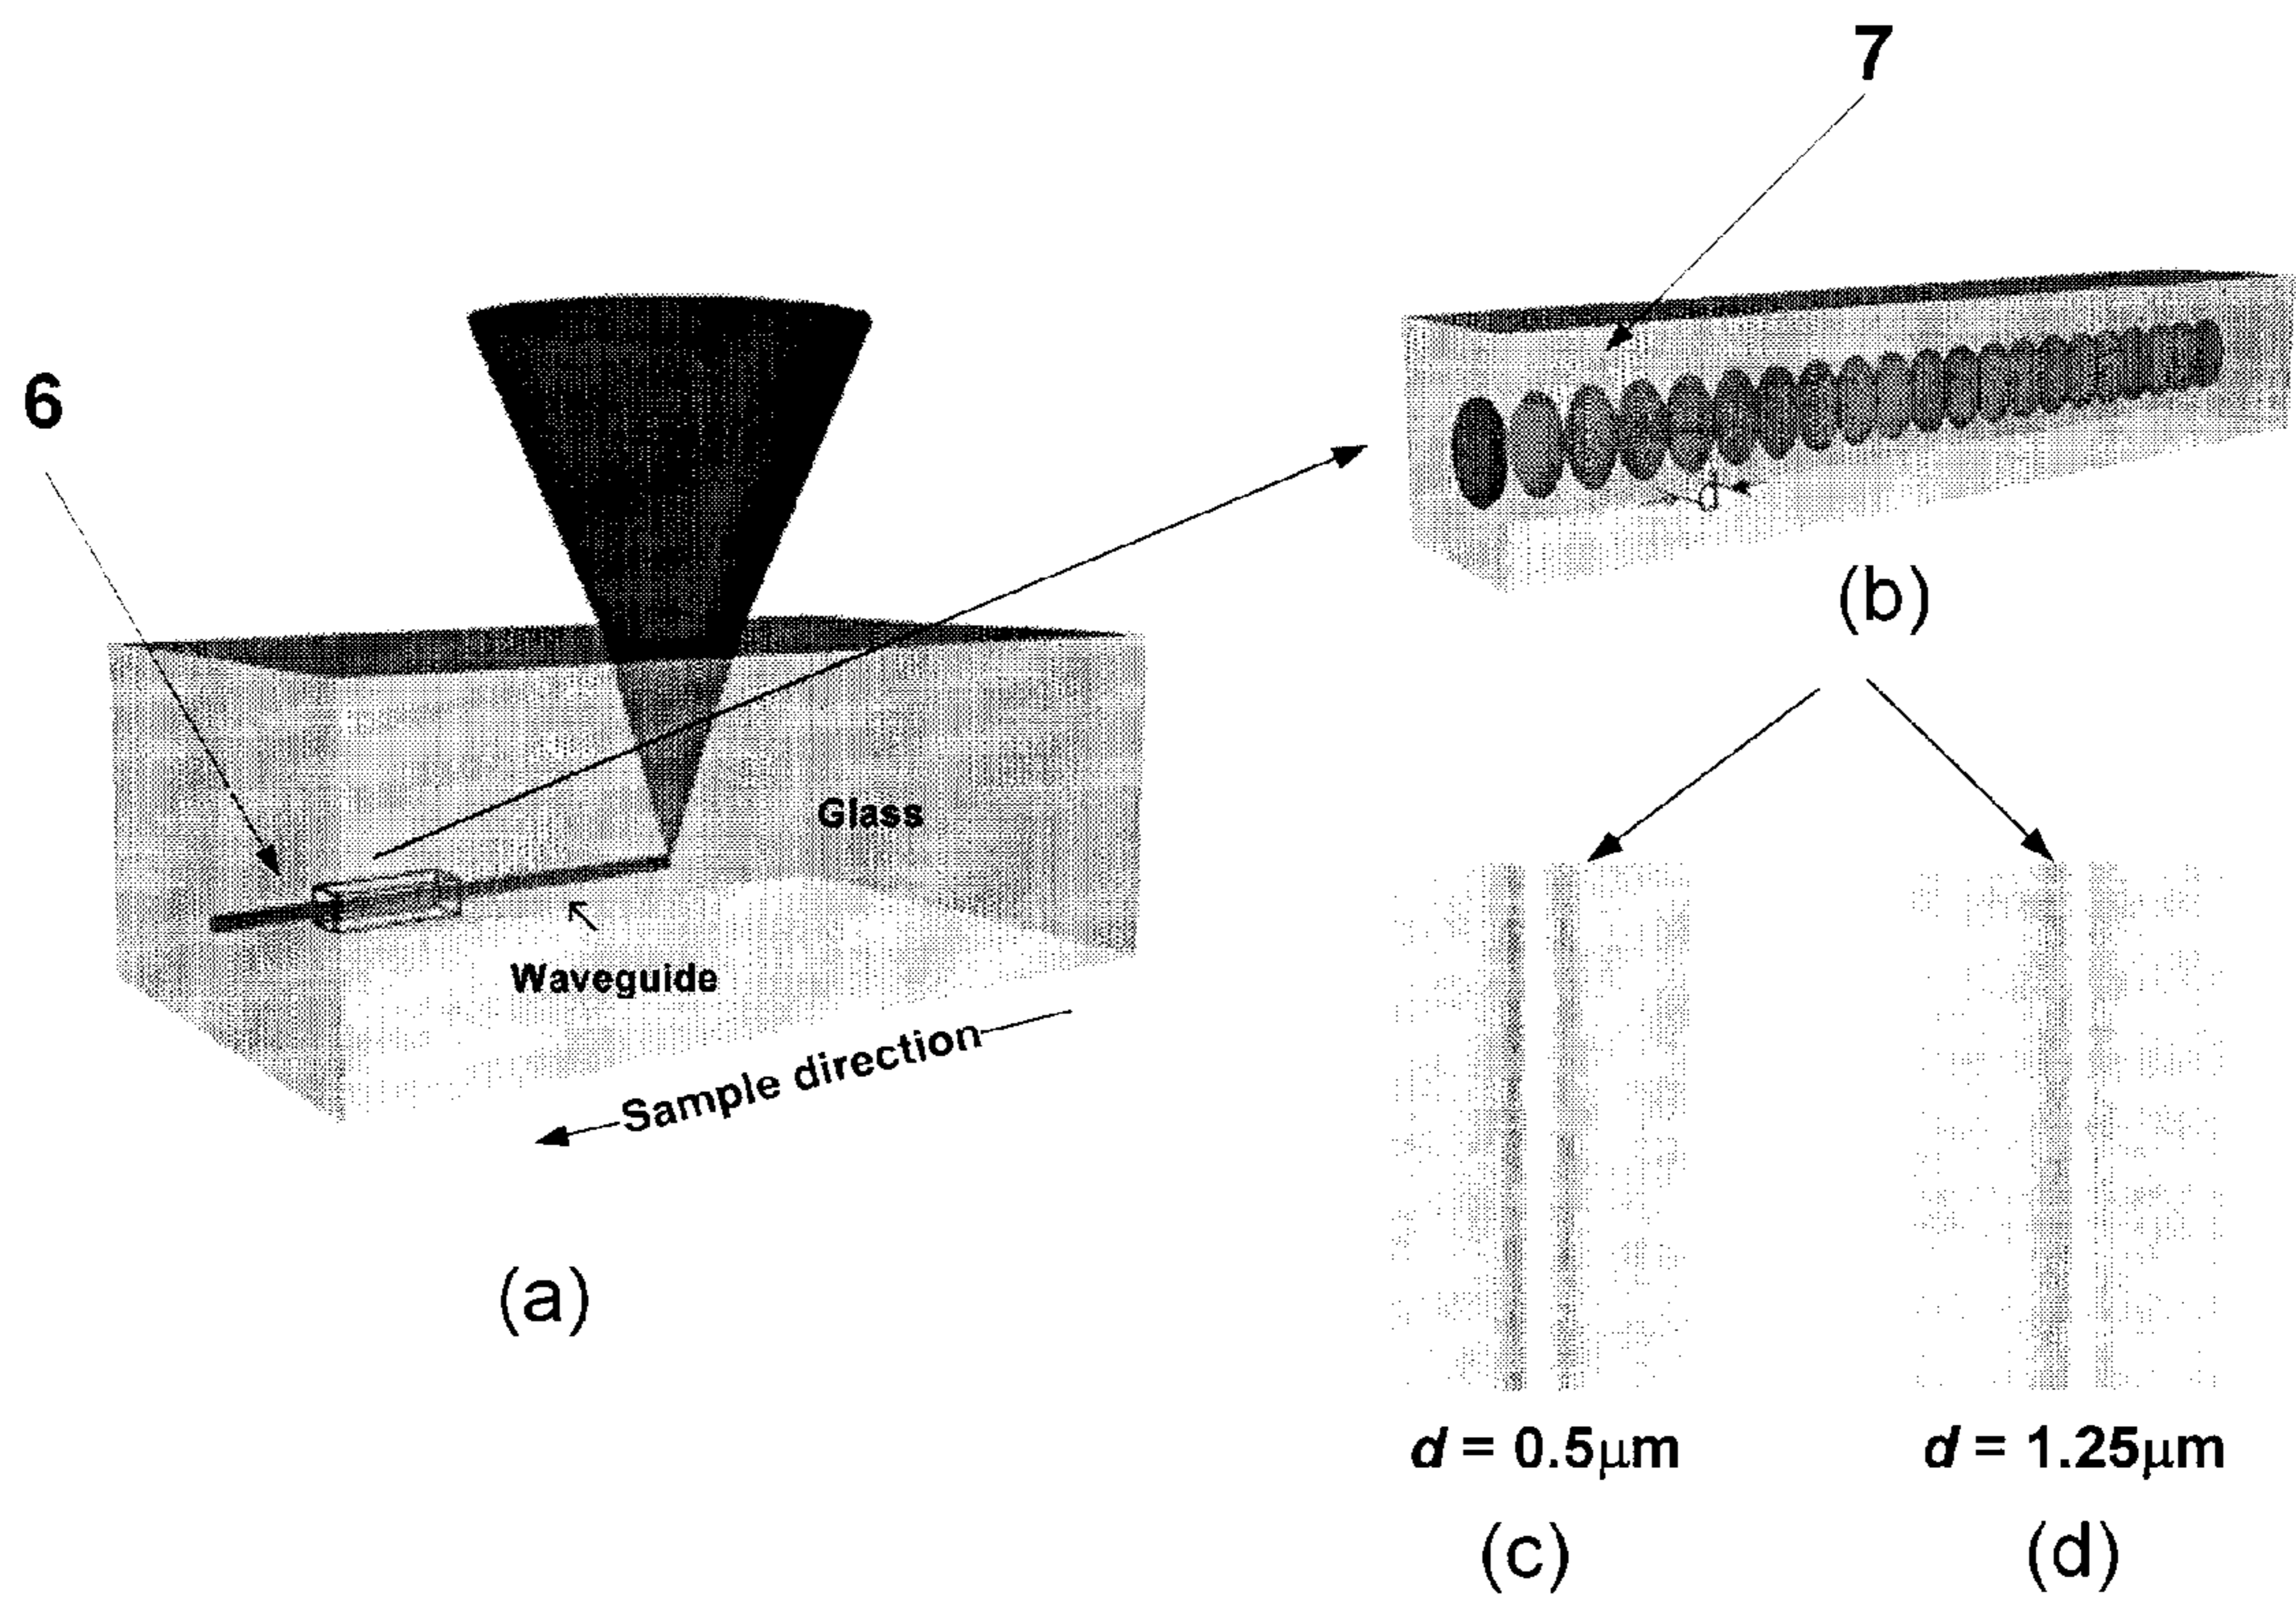 7
6
d
(b)
Glass
Waveguide
Sample direction
(a)
d = 0.5μm
d = 1.25μm
(c)
(d)